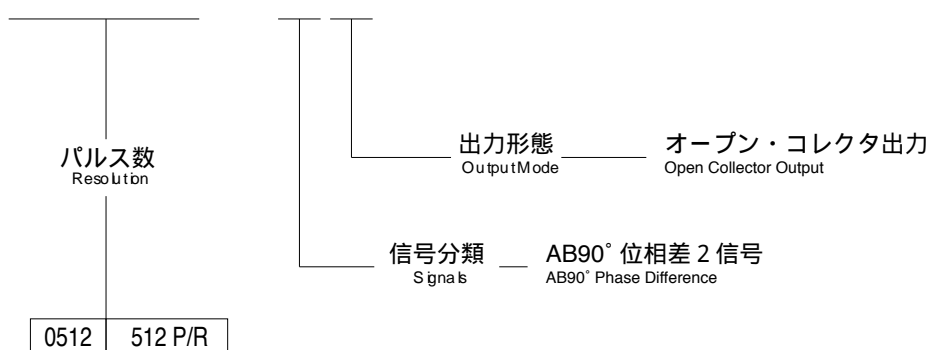 出力形態 オープン・コレクタ出力
Output Mode Open Collector Output
パルス数
Resolution
信号分類 AB90°位相差2信号
Signals AB90° Phase Difference
0512 512 P/R